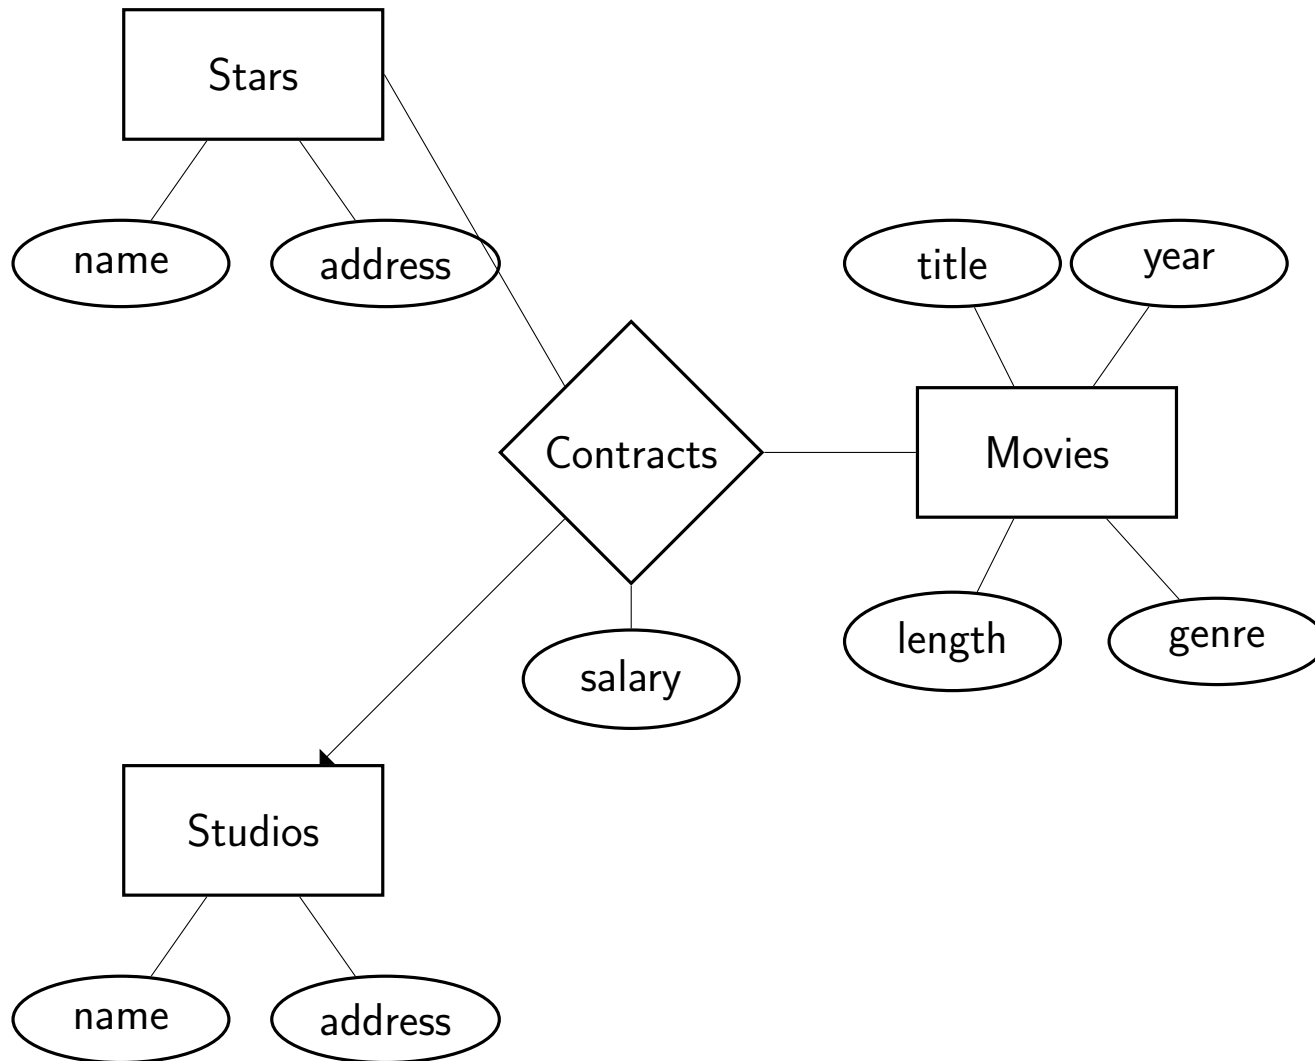 Stars
name
address
title
year
Contracts
Movies
length
genre
salary
Studios
name
address